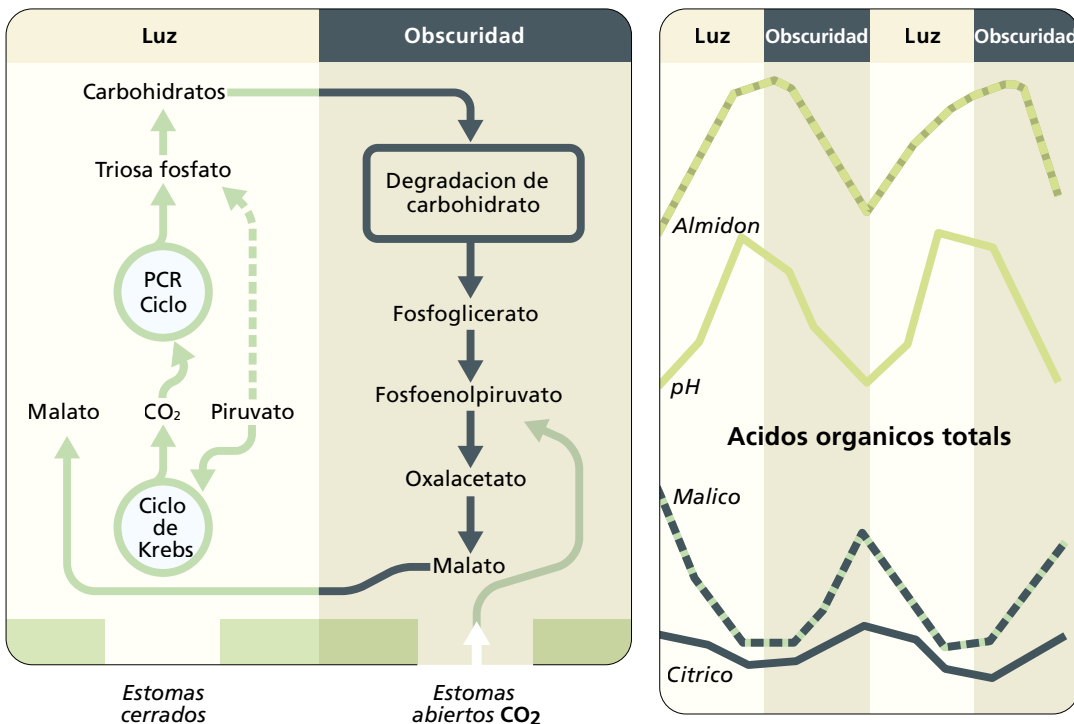 Luz
Obscuridad
Carbohidratos
Triosa fosfato
PCR
Ciclo
Malato
CO₂
Piruvato
Ciclo
de
Krebs
Degradacion de
carbohidrato
Fosfoglicerato
Fosfoenolpiruvato
Oxalacetato
Malato
Estomas
cerrados
Estomas
abiertos CO₂
Luz
Obscuridad
Luz
Obscuridad
Almidon
pH
Acidos organicos totals
Malico
Citrico